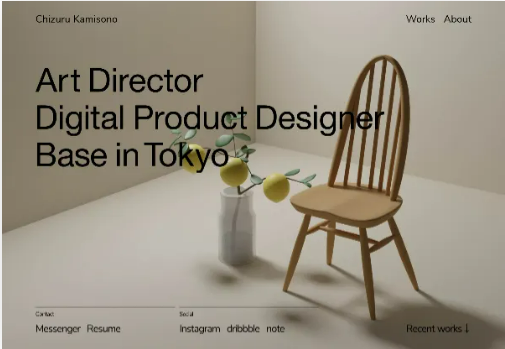 Chizuru Kamisono
Works About
Art Director
Digital Product Designer
Base in Tokyo
Contact
Social
Messenger Resume
Instagram dribbble note
Recent works ↓